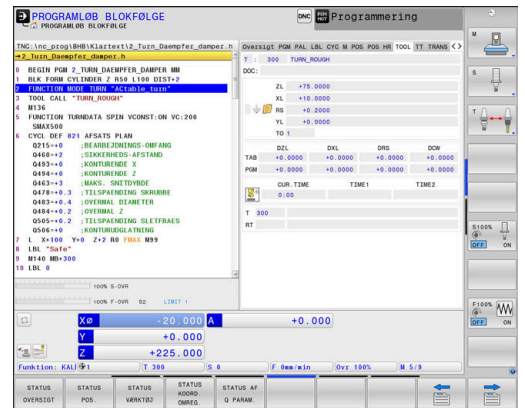 PROGRAMLØB BLOKFØLGE
DNC
Programmering
PROGRAMLØB BLOKFØLGE
TNC:\nc_prog\BHB\Klartext\2_Turn_Daempfer_damper.h
→2_Turn_Daempfer_damper.h
0 BEGIN PGM 2_TURN_DAEMPFER_DAMPER MM
1 BLK FORM CYLINDER Z R50 L100 DIST+2
2 FUNCTION MODE TURN "ACtable_turn"
3 TOOL CALL "TURN_ROUGH"
4 M136
5 FUNCTION TURNDATA SPIN VCONST:ON VC:200
SMAX500
6 CYCL DEF 821 AFSATS PLAN
Q215=+0 ;BEARBEJDNINGS-OMFANG
Q460=+2 ;SIKKERHEDS-AFSTAND
Q493=+0 ;KONTURENDE X
Q494=+0 ;KONTURENDE Z
Q463=+3 ;MAKS. SNITDYBDE
Q478=+0.3 ;TILSPAENDING SKRUBBE
Q483=+0.4 ;OVERMAL DIAMETER
Q484=+0.2 ;OVERMAL Z
Q505=+0.2 ;TILSPAENDING SLETFRAES
Q506=+0 ;KONTURUDGLATNING
7 L X+100 Y+0 Z+2 R0 FMAX M99
8 LBL "Safe"
9 M140 MB+300
10 LBL 0
100% S-OVR
100% F-OVR S2 LIMIT 1
Oversigt PGM PAL LBL CYC M POS POS HR TOOL TT TRANS
T : 300 TURN_ROUGH
DOC:
ZL +75.0000
XL +10.0000
RS +0.2000
YL +0.0000
TO 1
DZL DXL DRS DCW
TAB +0.0000 +0.0000 +0.0000 +0.0000
PGM +0.0000 +0.0000 +0.0000 +0.0000
CUR.TIME TIME1 TIME2
0:00
T 300
RT
XØ -20.000 A +0.000
Y +0.000
Z +225.000
T 300 S 0 F 0mm/min Ovr 100% M 5/9
STATUS OVERSIGT
STATUS POS.
STATUS VÆRKTØJ
STATUS KOORD. OMREG.
STATUS AF Q PARAM.
M
S
T
S100%
OFF ON
F100%
OFF ON